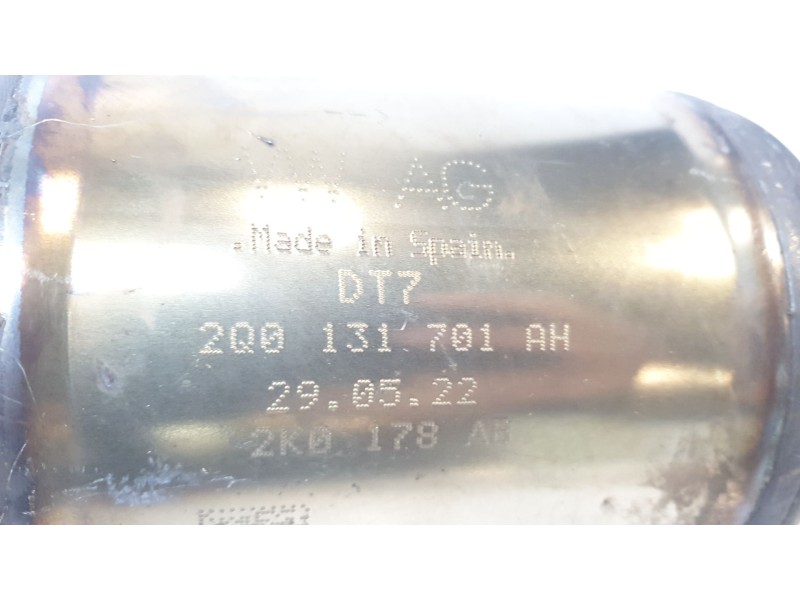 VW AG
.Made in Spain.
DT7
2Q0 131 701 AH
29.05.22
2K0 178 AB